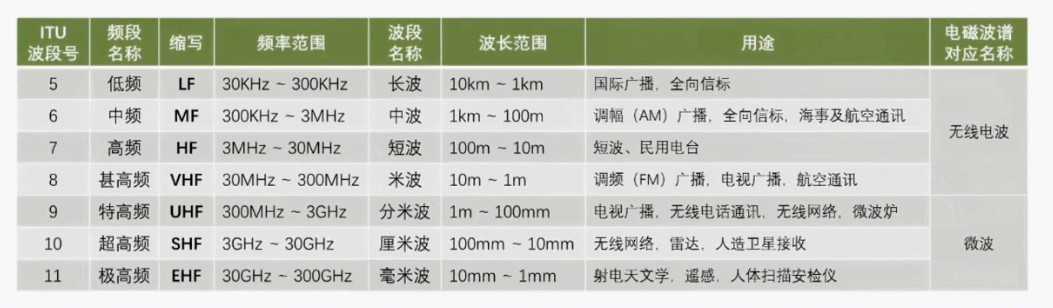 ITU 波段号 频段名称 缩写 频率范围 波段名称 波长范围 用途 电磁波谱对应名称
5 低频 LF 30KHz ~ 300KHz 长波 10km ~ 1km 国际广播，全向信标
6 中频 MF 300KHz ~ 3MHz 中波 1km ~ 100m 调幅（AM）广播，全向信标，海事及航空通讯
无线电波
7 高频 HF 3MHz ~ 30MHz 短波 100m ~ 10m 短波、民用电台
8 甚高频 VHF 30MHz ~ 300MHz 米波 10m ~ 1m 调频（FM）广播，电视广播，航空通讯
9 特高频 UHF 300MHz ~ 3GHz 分米波 1m ~ 100mm 电视广播，无线电话通讯，无线网络，微波炉
10 超高频 SHF 3GHz ~ 30GHz 厘米波 100mm ~ 10mm 无线网络，雷达，人造卫星接收 微波
11 极高频 EHF 30GHz ~ 300GHz 毫米波 10mm ~ 1mm 射电天文学，遥感，人体扫描安检仪